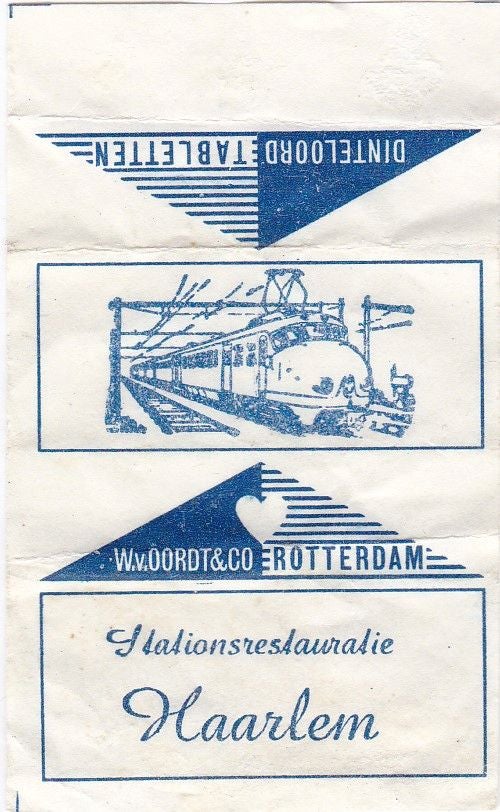 DINTELOORD TABLETTEN
W.v.OORDT&CO ROTTERDAM
Stationsrestauratie
Haarlem